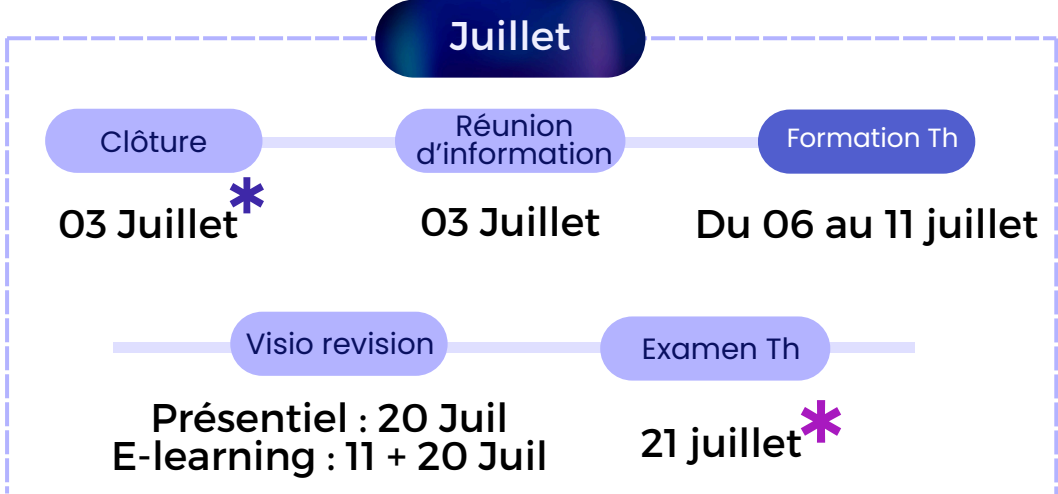 Juillet
Clôture
Réunion
d’information
Formation Th
03 Juillet*
03 Juillet
Du 06 au 11 juillet
Visio revision
Examen Th
Présentiel : 20 Juil
E-learning : 11 + 20 Juil
21 juillet*